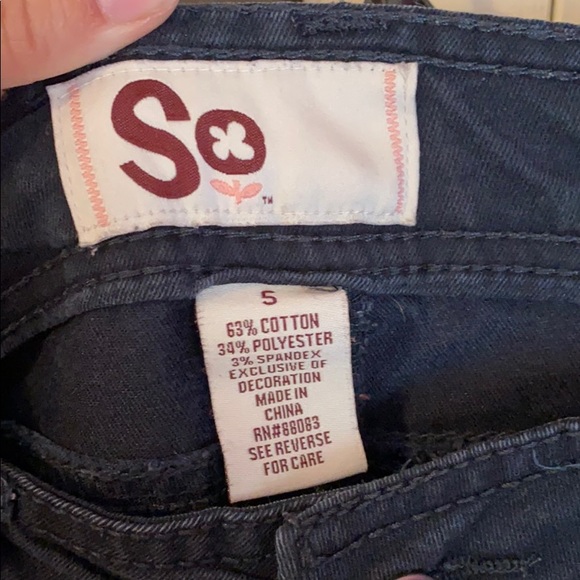 So
™
5
63% COTTON
34% POLYESTER
3% SPANDEX
EXCLUSIVE OF
DECORATION
MADE IN
CHINA
RN#88083
SEE REVERSE
FOR CARE